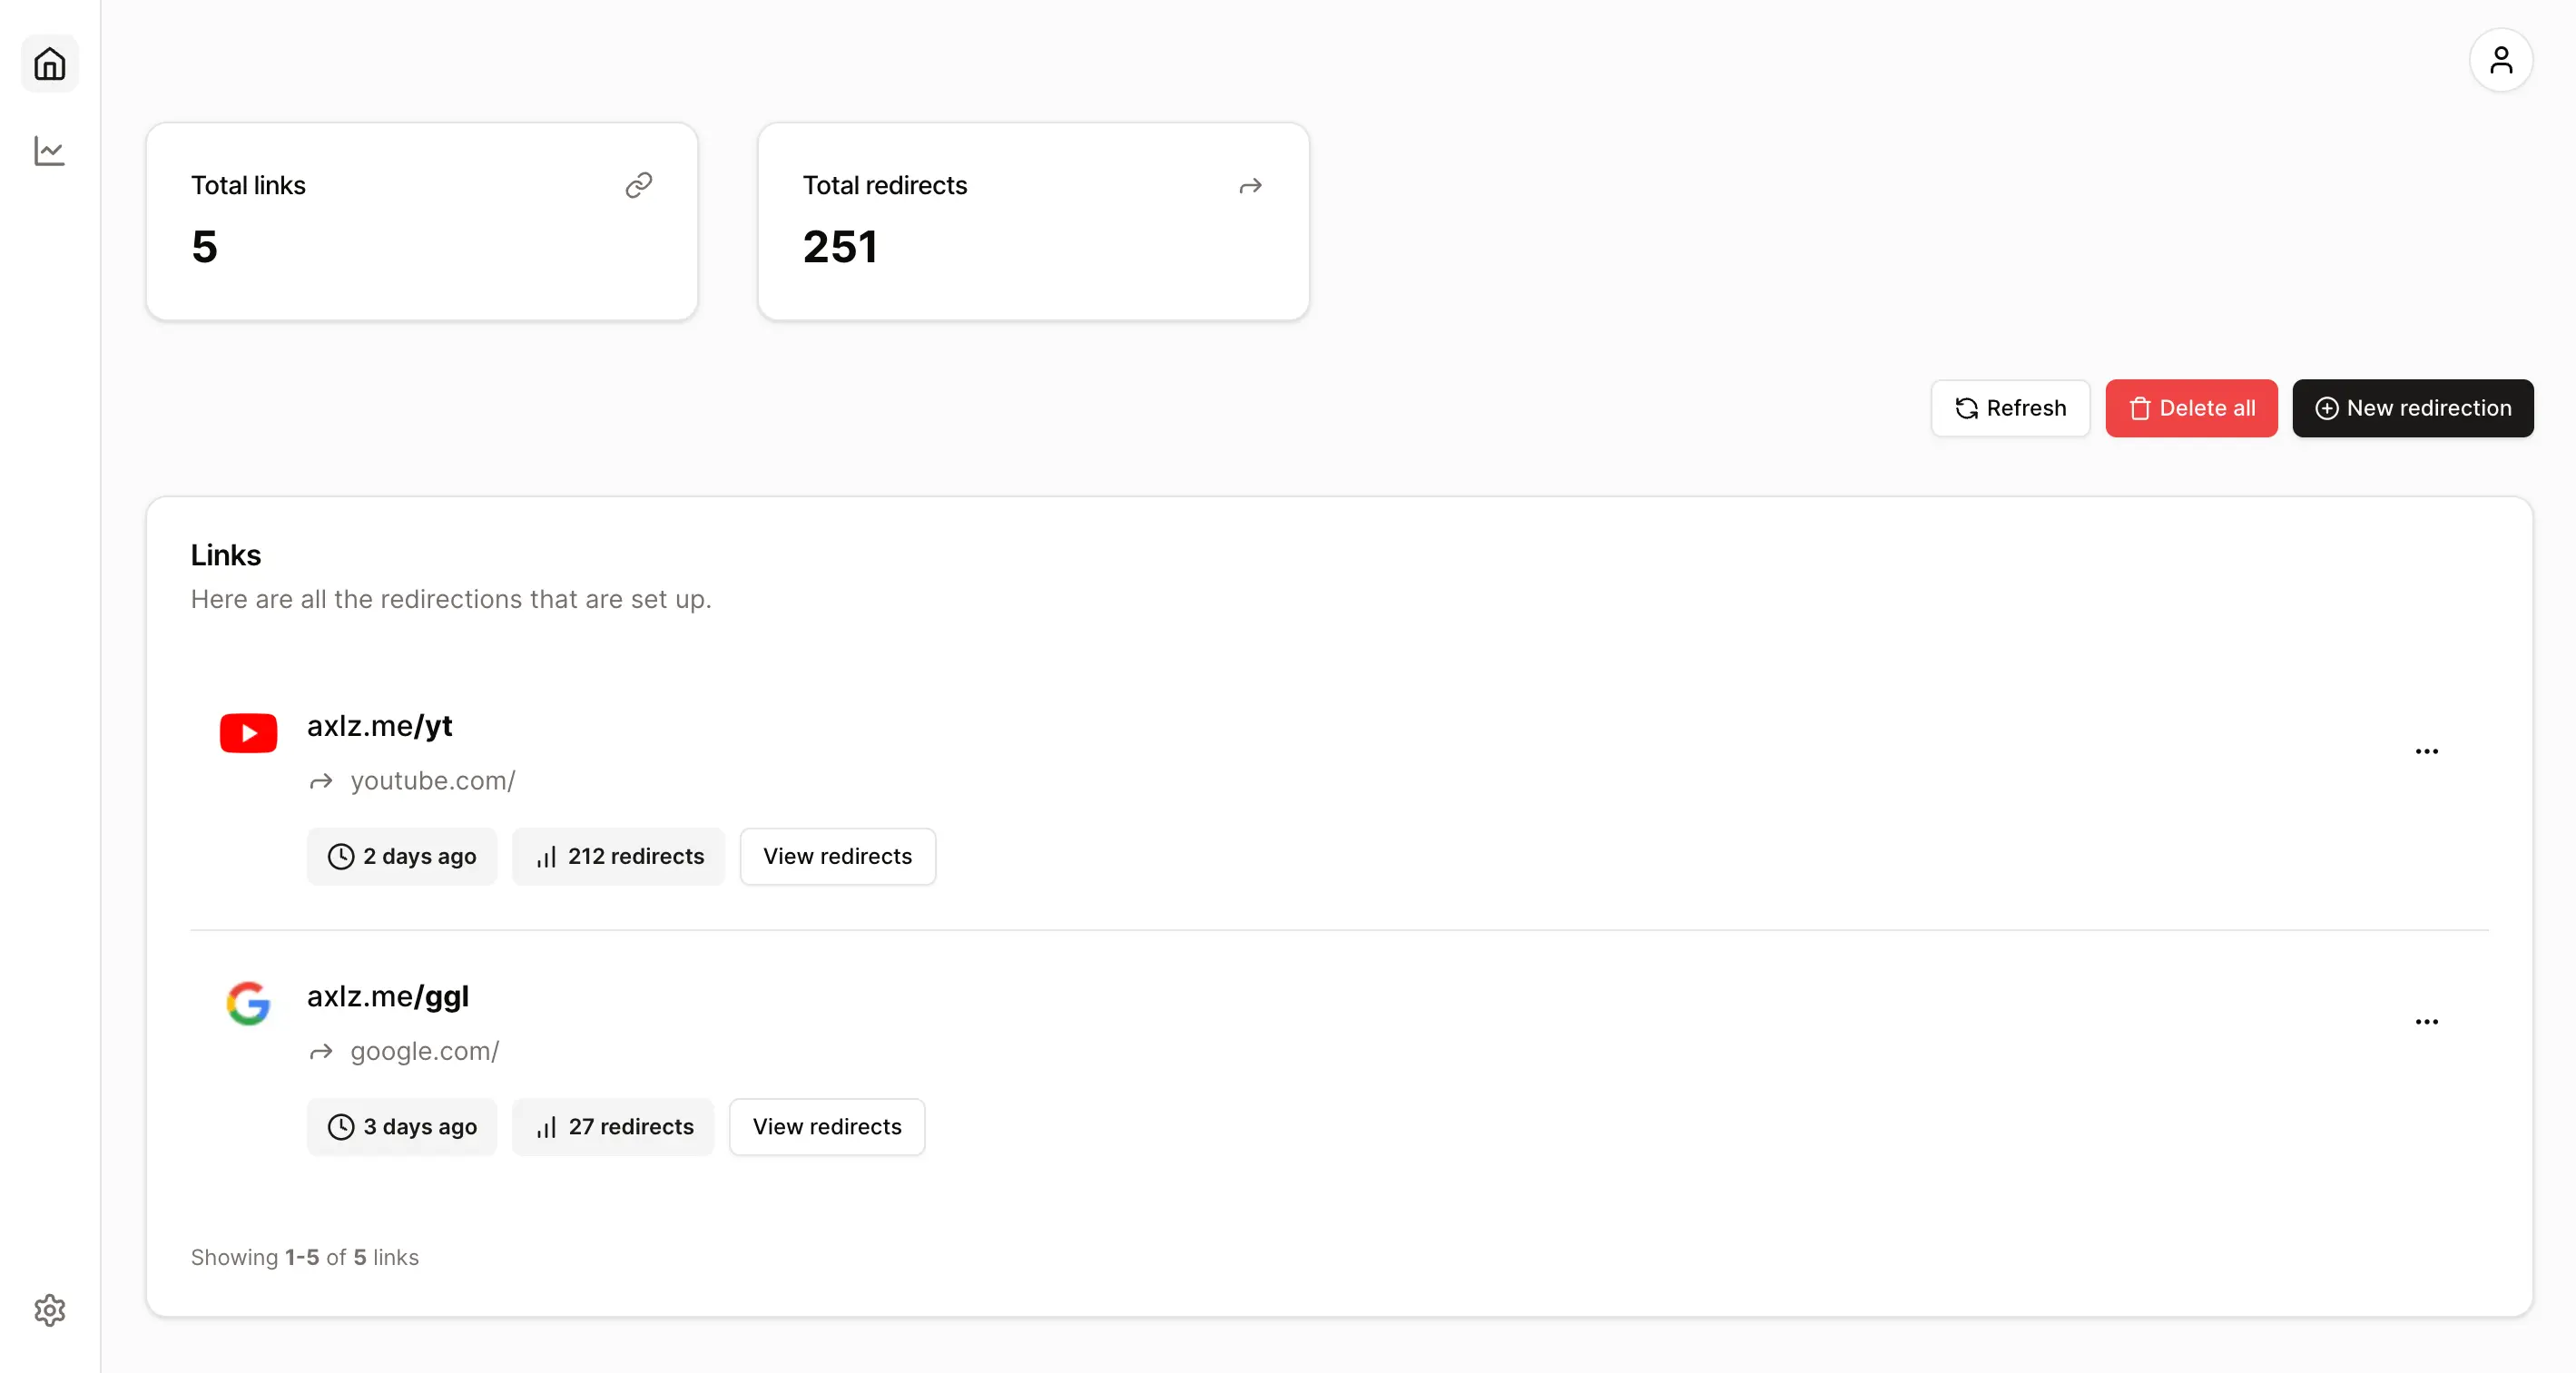 Total links
5
Total redirects
251
Refresh
Delete all
New redirection
Links
Here are all the redirections that are set up.
axlz.me/yt
youtube.com/
2 days ago
212 redirects
View redirects
axlz.me/ggl
google.com/
3 days ago
27 redirects
View redirects
Showing 1-5 of 5 links